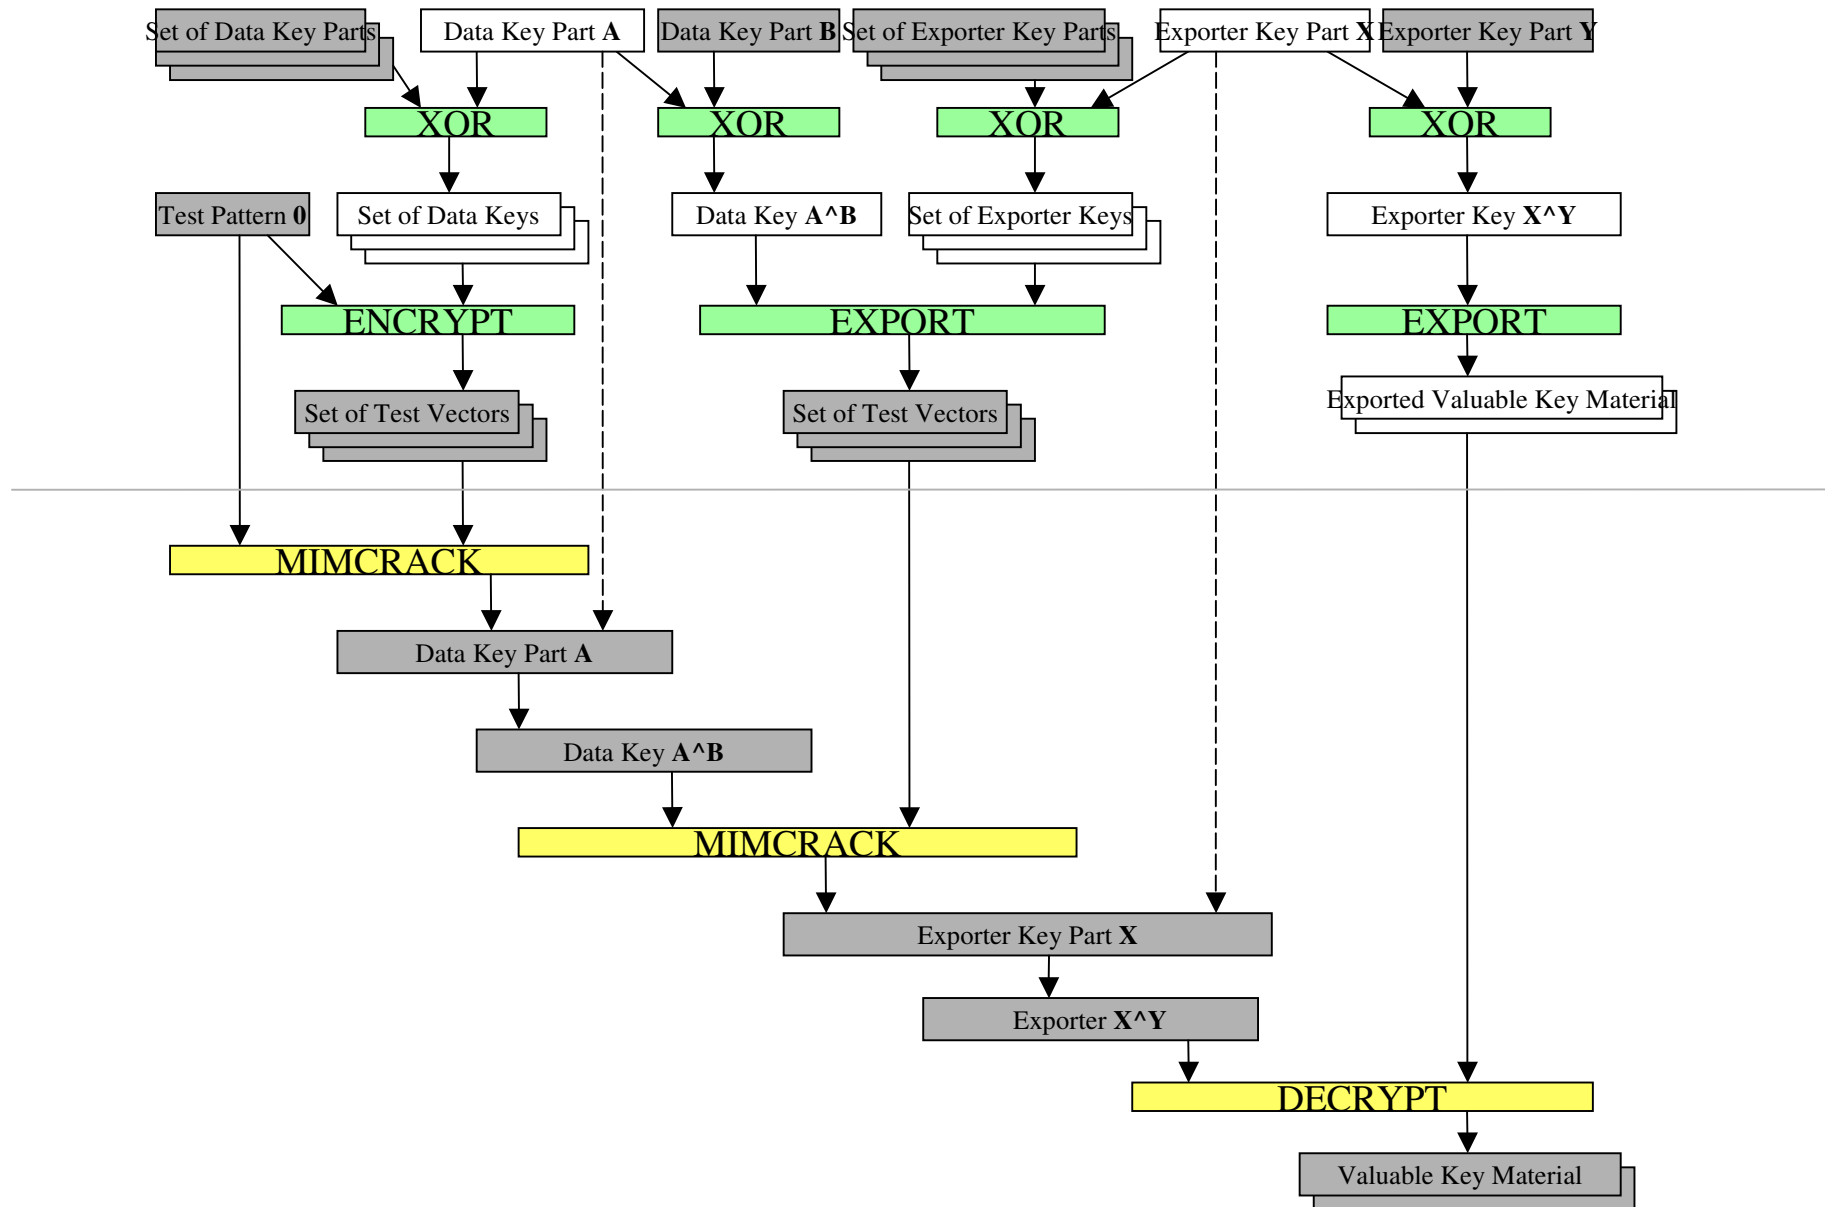 Set of Data Key Parts
Data Key Part A
Data Key Part B
Set of Exporter Key Parts
Exporter Key Part X
Exporter Key Part Y
XOR
XOR
XOR
XOR
Test Pattern 0
Set of Data Keys
Data Key A^B
Set of Exporter Keys
Exporter Key X^Y
ENCRYPT
EXPORT
EXPORT
Set of Test Vectors
Set of Test Vectors
Exported Valuable Key Material
MIMCRACK
Data Key Part A
Data Key A^B
MIMCRACK
Exporter Key Part X
Exporter X^Y
DECRYPT
Valuable Key Material